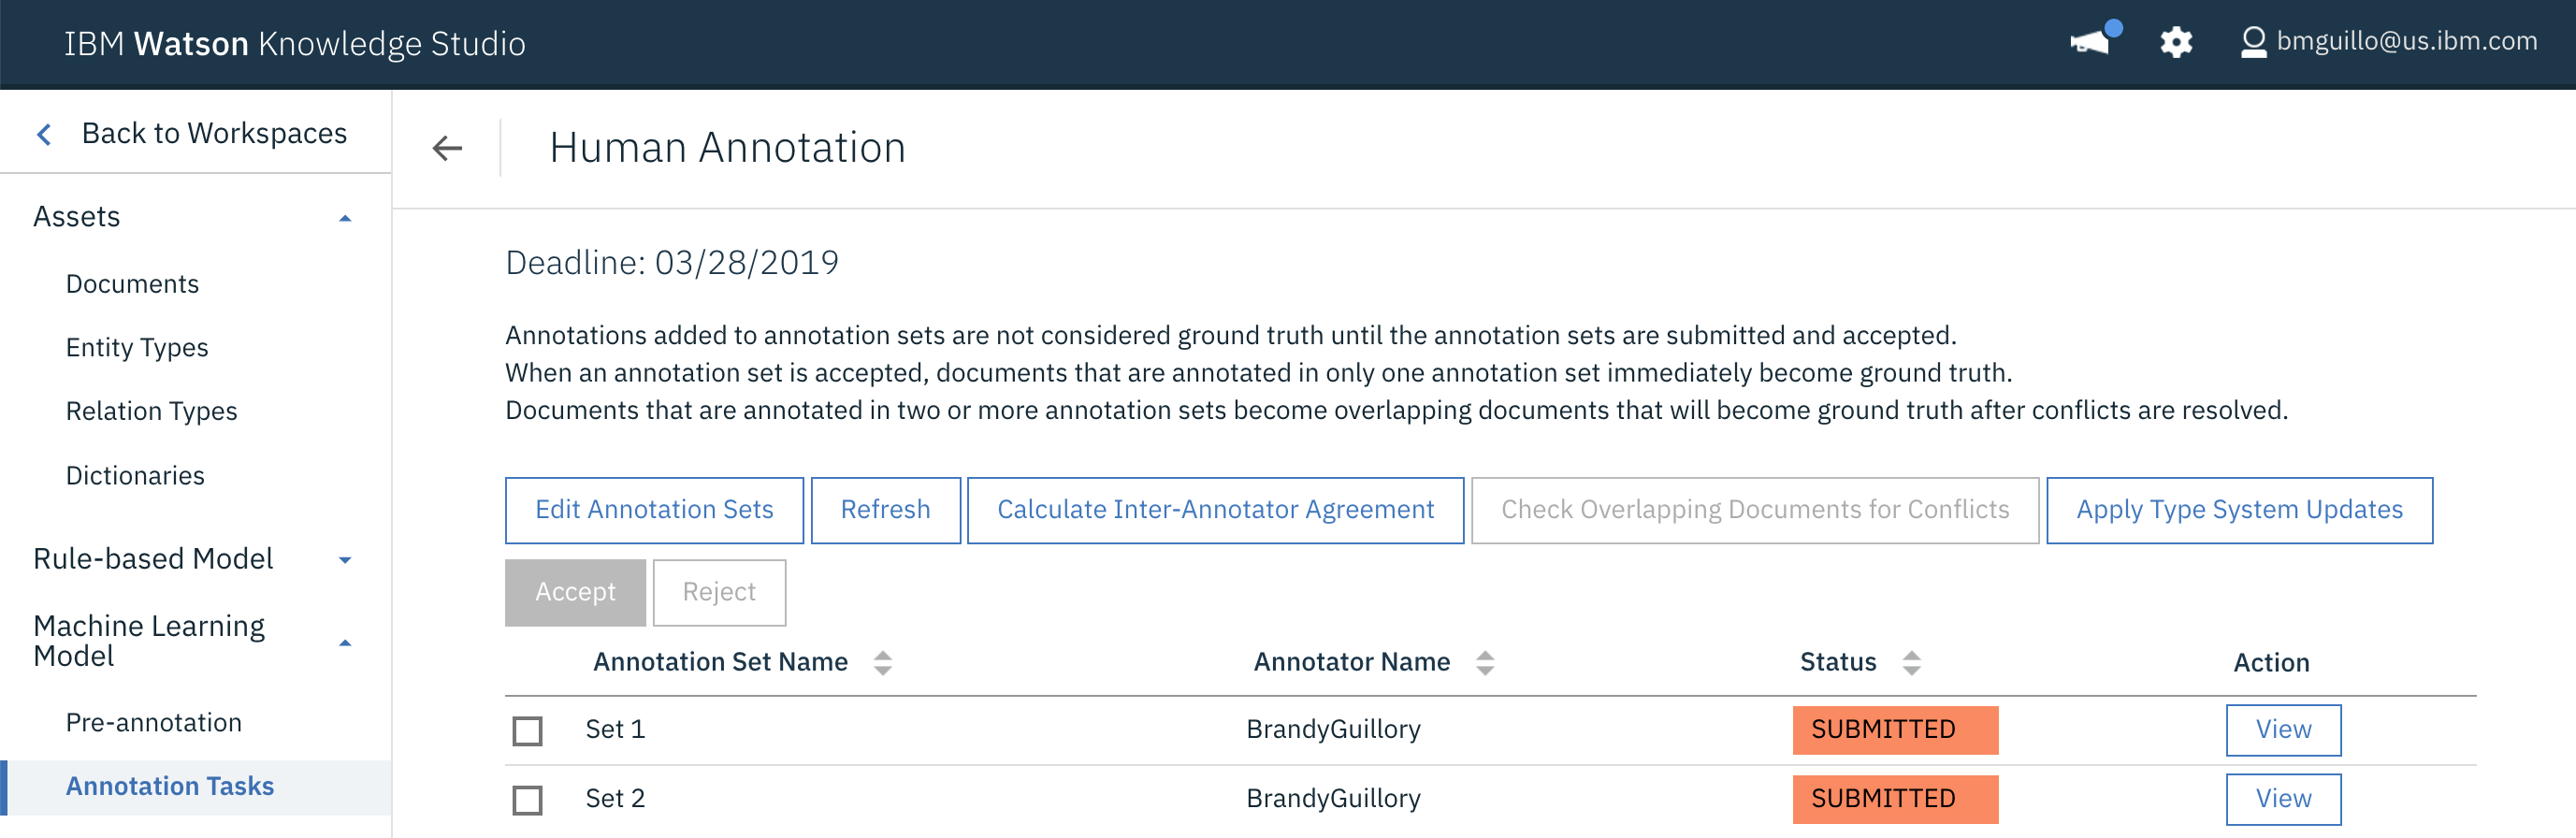 IBM Watson Knowledge Studio
bmguillo@us.ibm.com
Back to Workspaces
Human Annotation
Assets
Documents
Entity Types
Relation Types
Dictionaries
Rule-based Model
Machine Learning
Model
Pre-annotation
Annotation Tasks
Deadline: 03/28/2019
Annotations added to annotation sets are not considered ground truth until the annotation sets are submitted and accepted.
When an annotation set is accepted, documents that are annotated in only one annotation set immediately become ground truth.
Documents that are annotated in two or more annotation sets become overlapping documents that will become ground truth after conflicts are resolved.
Edit Annotation Sets Refresh Calculate Inter-Annotator Agreement Check Overlapping Documents for Conflicts Apply Type System Updates
Accept Reject
Annotation Set Name Annotator Name Status Action
Set 1 BrandyGuillory SUBMITTED View
Set 2 BrandyGuillory SUBMITTED View